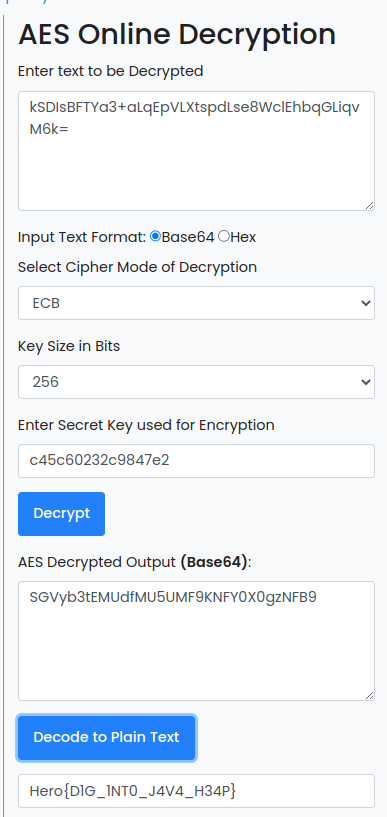 AES Online Decryption
Enter text to be Decrypted
kSDIsBFTYa3+aLqEpVLXtspdLse8WclEhbqGLiqv
M6k=
Input Text Format: Base64 Hex
Select Cipher Mode of Decryption
ECB
Key Size in Bits
256
Enter Secret Key used for Encryption
c45c60232c9847e2
Decrypt
AES Decrypted Output (Base64):
SGVyb3tEMUdfMU5UMF9KNFY0X0gzNFB9
Decode to Plain Text
Hero{D1G_1NT0_J4V4_H34P}